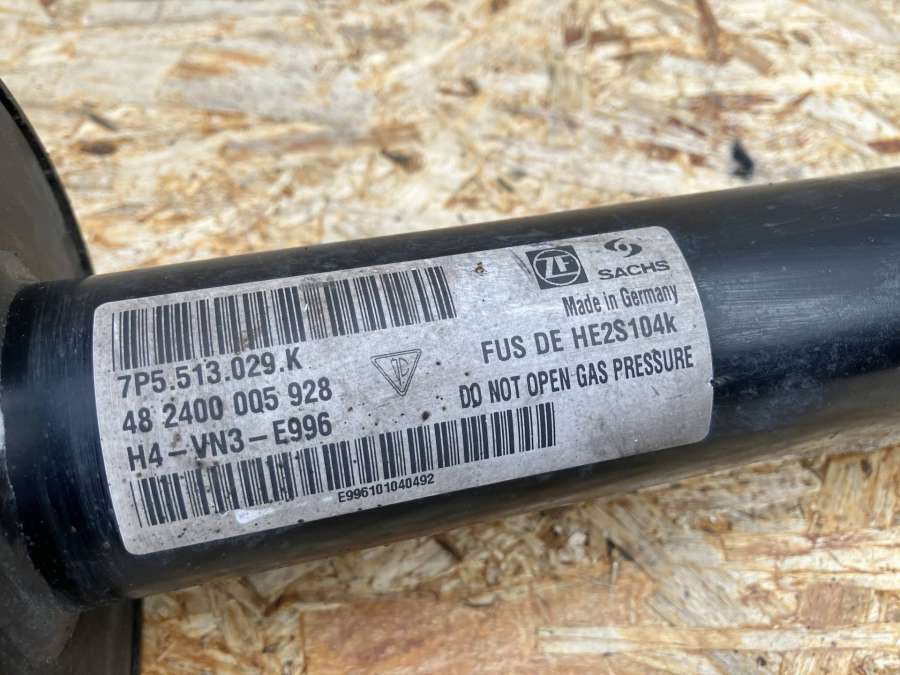 ZF SACHS
Made in Germany
7P5.513.029.K
FUS DE HE2S104k
48 2400 005 928
DO NOT OPEN GAS PRESSURE
H4-VN3-E996
E996101040492